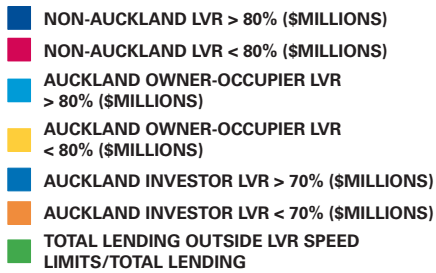 NON-AUCKLAND LVR > 80% ($MILLIONS)
NON-AUCKLAND LVR < 80% ($MILLIONS)
AUCKLAND OWNER-OCCUPIER LVR
> 80% ($MILLIONS)
AUCKLAND OWNER-OCCUPIER LVR
< 80% ($MILLIONS)
AUCKLAND INVESTOR LVR > 70% ($MILLIONS)
AUCKLAND INVESTOR LVR < 70% ($MILLIONS)
TOTAL LENDING OUTSIDE LVR SPEED
LIMITS/TOTAL LENDING